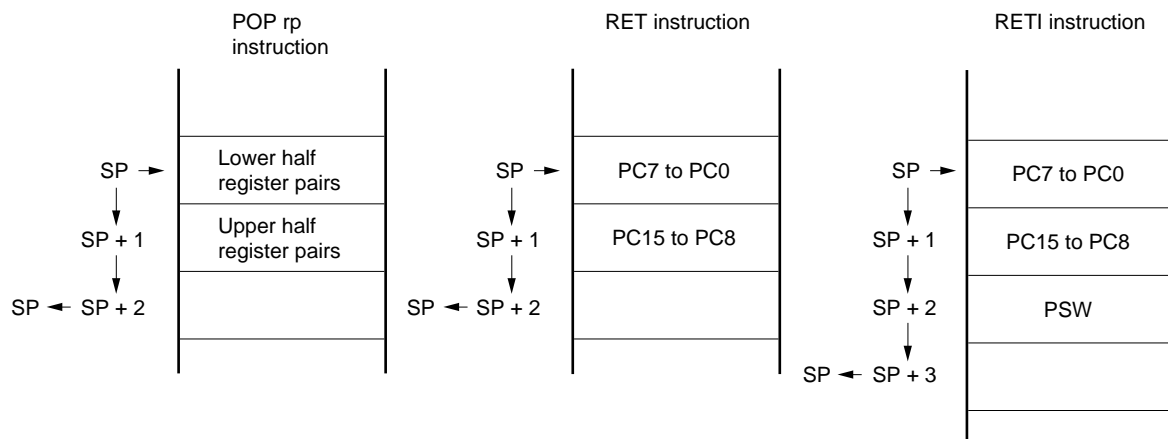 POP rp
instruction
RET instruction
RETI instruction
SP
Lower half
register pairs
SP + 1
Upper half
register pairs
SP
SP + 2
SP
PC7 to PC0
SP + 1
PC15 to PC8
SP
SP + 2
SP
PC7 to PC0
SP + 1
PC15 to PC8
SP + 2
PSW
SP
SP + 3